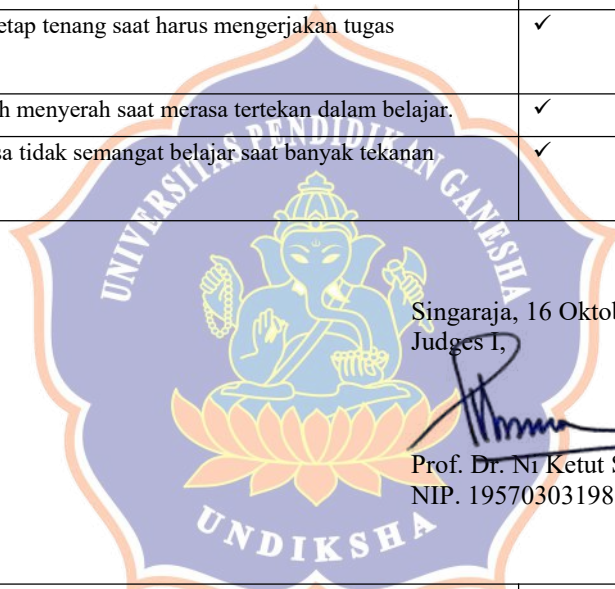 etap tenang saat harus mengerjakan tugas ✓
h menyerah saat merasa tertekan dalam belajar. ✓
sa tidak semangat belajar saat banyak tekanan ✓
UNIVERSITAS PENDIDIKAN GANESHA
UNDIKSHA
Singaraja, 16 Oktob
Judges I,
Prof. Dr. Ni Ketut S
NIP. 19570303198